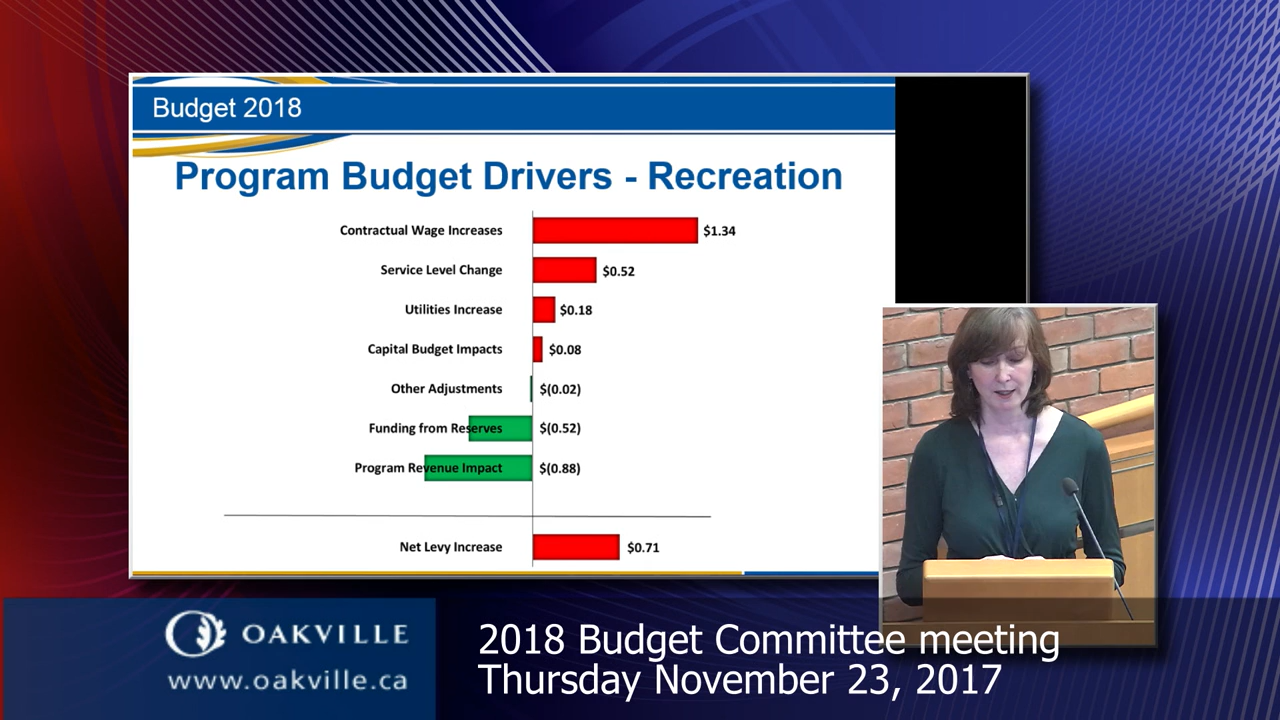 Budget 2018
Program Budget Drivers - Recreation
Contractual Wage Increases $1.34
Service Level Change $0.52
Utilities Increase $0.18
Capital Budget Impacts $0.08
Other Adjustments $(0.02)
Funding from Reserves $(0.52)
Program Revenue Impact $(0.88)
Net Levy Increase $0.71
OAKVILLE
www.oakville.ca
2018 Budget Committee meeting
Thursday November 23, 2017